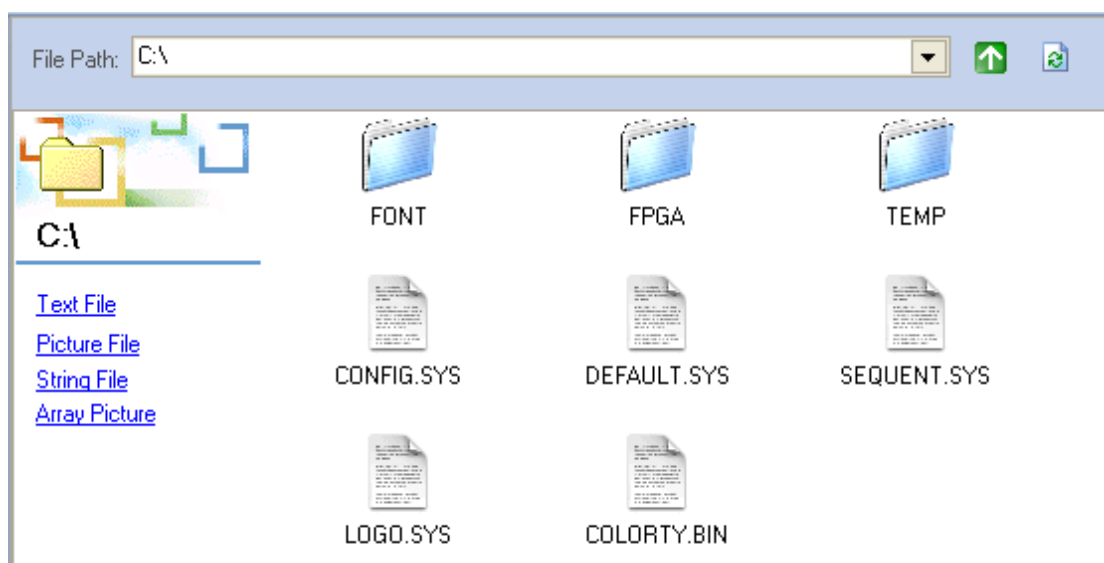 File Path: C:\
C:\
Text File
Picture File
String File
Array Picture
FONT FPGA TEMP
CONFIG.SYS DEFAULT.SYS SEQUENT.SYS
LOGO.SYS COLORTY.BIN